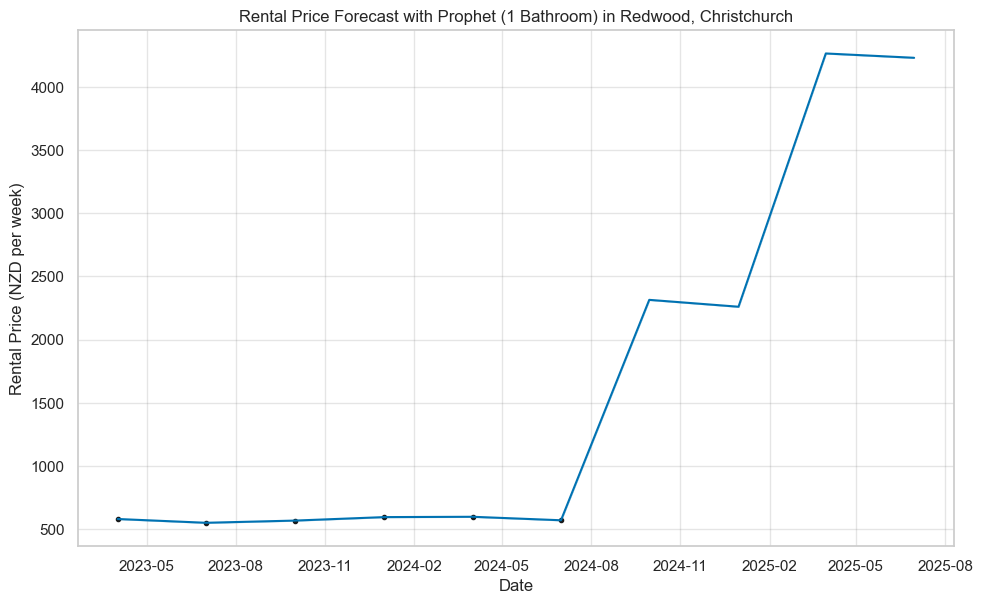 Rental Price Forecast with Prophet (1 Bathroom) in Redwood, Christchurch
Rental Price (NZD per week)
4000
3500
3000
2500
2000
1500
1000
500
2023-05 2023-08 2023-11 2024-02 2024-05 2024-08 2024-11 2025-02 2025-05 2025-08
Date